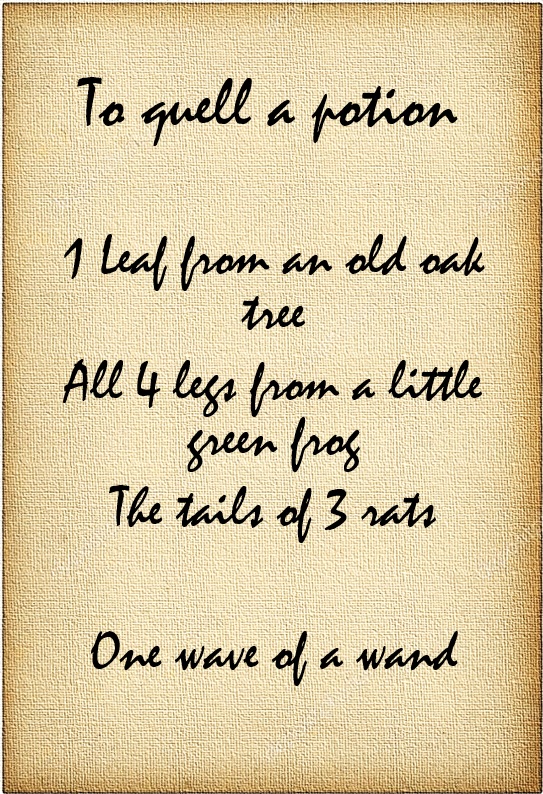 To quell a potion
1 Leaf from an old oak
tree
All 4 legs from a little
green frog
The tails of 3 rats
One wave of a wand